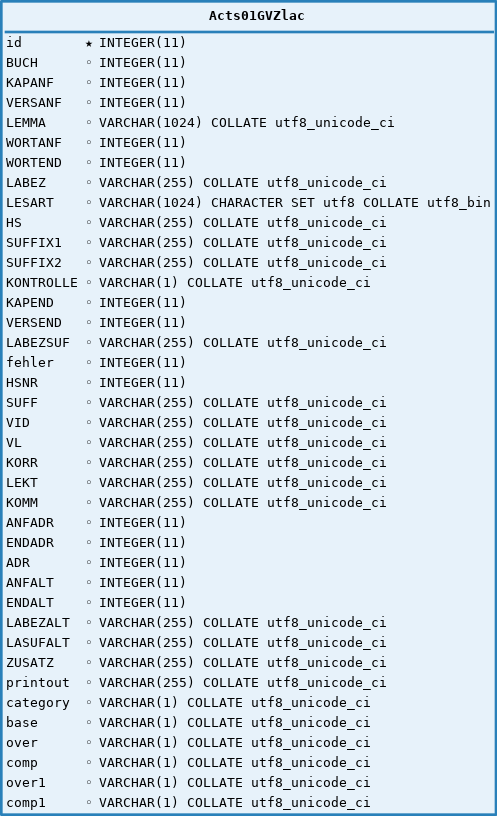 Acts01GVZlac
id ★ INTEGER(11)
BUCH ◦ INTEGER(11)
KAPANF ◦ INTEGER(11)
VERSANF ◦ INTEGER(11)
LEMMA ◦ VARCHAR(1024) COLLATE utf8_unicode_ci
WORTANF ◦ INTEGER(11)
WORTEND ◦ INTEGER(11)
LABEZ ◦ VARCHAR(255) COLLATE utf8_unicode_ci
LESART ◦ VARCHAR(1024) CHARACTER SET utf8 COLLATE utf8_bin
HS ◦ VARCHAR(255) COLLATE utf8_unicode_ci
SUFFIX1 ◦ VARCHAR(255) COLLATE utf8_unicode_ci
SUFFIX2 ◦ VARCHAR(255) COLLATE utf8_unicode_ci
KONTROLLE ◦ VARCHAR(1) COLLATE utf8_unicode_ci
KAPEND ◦ INTEGER(11)
VERSEND ◦ INTEGER(11)
LABEZSUF ◦ VARCHAR(255) COLLATE utf8_unicode_ci
fehler ◦ INTEGER(11)
HSNR ◦ INTEGER(11)
SUFF ◦ VARCHAR(255) COLLATE utf8_unicode_ci
VID ◦ VARCHAR(255) COLLATE utf8_unicode_ci
VL ◦ VARCHAR(255) COLLATE utf8_unicode_ci
KORR ◦ VARCHAR(255) COLLATE utf8_unicode_ci
LEKT ◦ VARCHAR(255) COLLATE utf8_unicode_ci
KOMM ◦ VARCHAR(255) COLLATE utf8_unicode_ci
ANFADR ◦ INTEGER(11)
ENDADR ◦ INTEGER(11)
ADR ◦ INTEGER(11)
ANFALT ◦ INTEGER(11)
ENDALT ◦ INTEGER(11)
LABEZALT ◦ VARCHAR(255) COLLATE utf8_unicode_ci
LASUFALT ◦ VARCHAR(255) COLLATE utf8_unicode_ci
ZUSATZ ◦ VARCHAR(255) COLLATE utf8_unicode_ci
printout ◦ VARCHAR(255) COLLATE utf8_unicode_ci
category ◦ VARCHAR(1) COLLATE utf8_unicode_ci
base ◦ VARCHAR(1) COLLATE utf8_unicode_ci
over ◦ VARCHAR(1) COLLATE utf8_unicode_ci
comp ◦ VARCHAR(1) COLLATE utf8_unicode_ci
over1 ◦ VARCHAR(1) COLLATE utf8_unicode_ci
comp1 ◦ VARCHAR(1) COLLATE utf8_unicode_ci